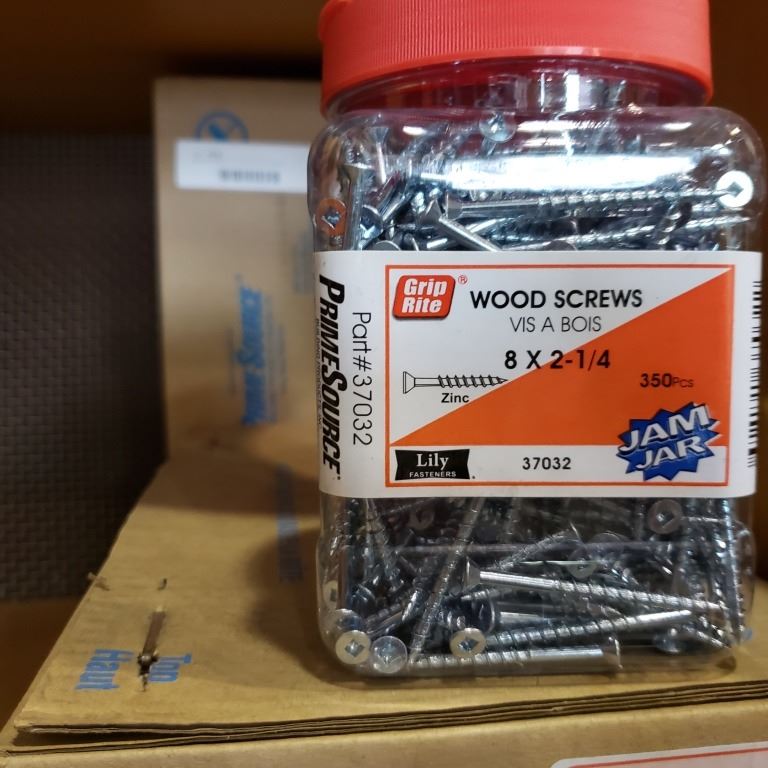 Grip
Rite®
WOOD SCREWS
VIS A BOIS
8 X 2-1/4
350Pcs
Zinc
JAM
JAR
Lily
FASTENERS
37032
Part#37032
PRIMESOURCE
PRIMESOURCE
Top
Haut